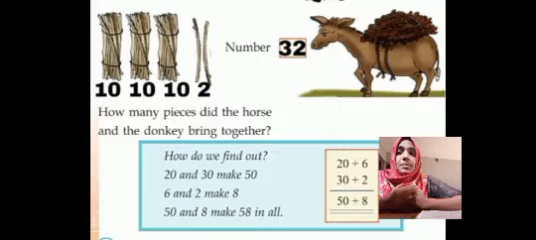 Number 32
10 10 10 2
How many pieces did the horse
and the donkey bring together?
How do we find out?
20 and 30 make 50
6 and 2 make 8
50 and 8 make 58 in all.
20 + 6
30 + 2
50 + 8